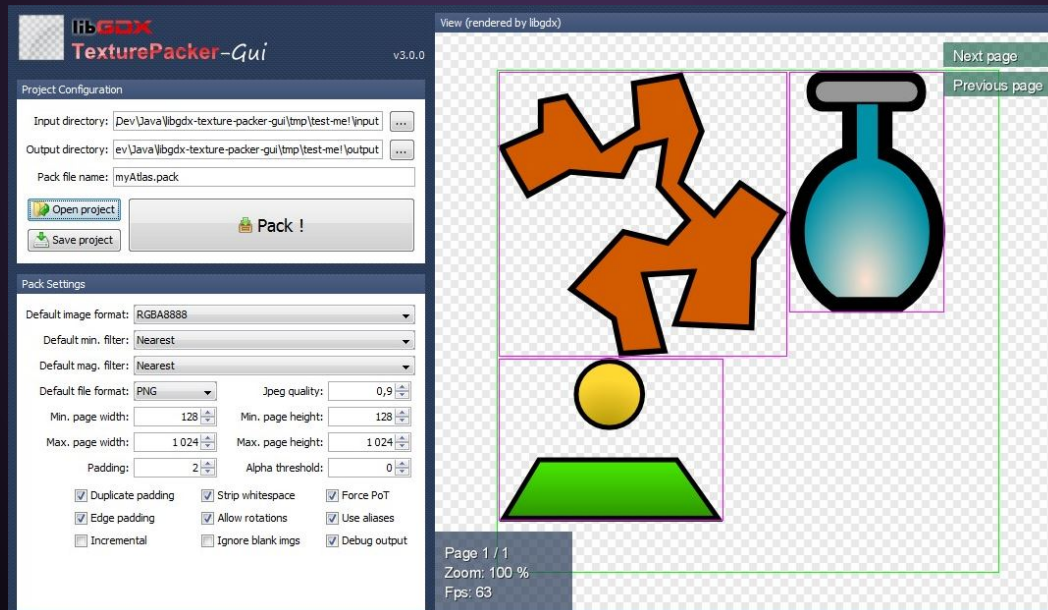 libGDX
TexturePacker-Gui
v3.0.0
Project Configuration
Input directory: Dev\Java\libgdx-texture-packer-gui\tmp\test-me!\input ...
Output directory: ev\Java\libgdx-texture-packer-gui\tmp\test-me!\output ...
Pack file name: myAtlas.pack
Open project
Save project
Pack !
Pack Settings
Default image format: RGBA8888
Default min. filter: Nearest
Default mag. filter: Nearest
Default file format: PNG Jpeg quality: 0,9
Min. page width: 128 Min. page height: 128
Max. page width: 1 024 Max. page height: 1 024
Padding: 2 Alpha threshold: 0
Duplicate padding Strip whitespace Force PoT
Edge padding Allow rotations Use aliases
Incremental Ignore blank imgs Debug output
View (rendered by libgdx)
Next page
Previous page
Page 1 / 1
Zoom: 100 %
Fps: 63